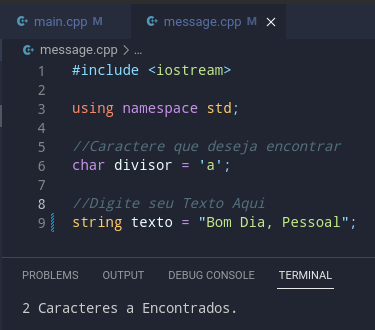 main.cpp M message.cpp M ×
message.cpp > ...
1 #include <iostream>
2
3 using namespace std;
4
5 //Caractere que deseja encontrar
6 char divisor = 'a';
7
8 //Digite seu Texto Aqui
9 string texto = "Bom Dia, Pessoal";
PROBLEMS OUTPUT DEBUG CONSOLE TERMINAL
2 Caracteres a Encontrados.